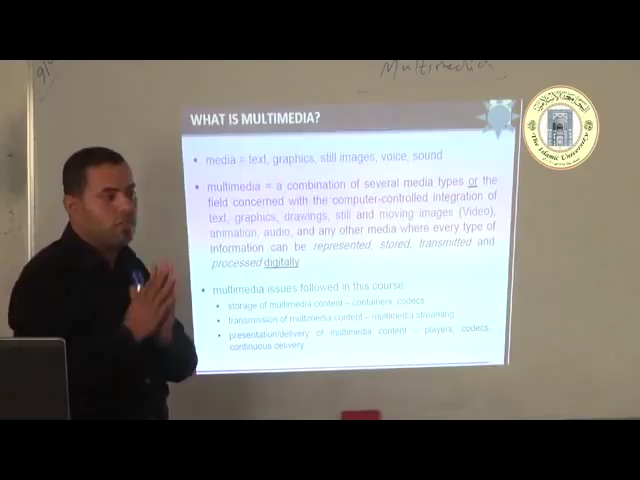 Multimedia
WHAT IS MULTIMEDIA?
media = text, graphics, still images, voice, sound
multimedia = a combination of several media types or the
field concerned with the computer-controlled integration of
text, graphics, drawings, still and moving images (Video),
animation, audio, and any other media where every type of
information can be represented, stored, transmitted and
processed digitally
multimedia issues followed in this course
storage of multimedia content – containers, codecs
transmission of multimedia content – multimedia streaming
presentation/delivery of multimedia content – players, codecs,
continuous delivery
الجامعة الإسلامية
The Islamic University